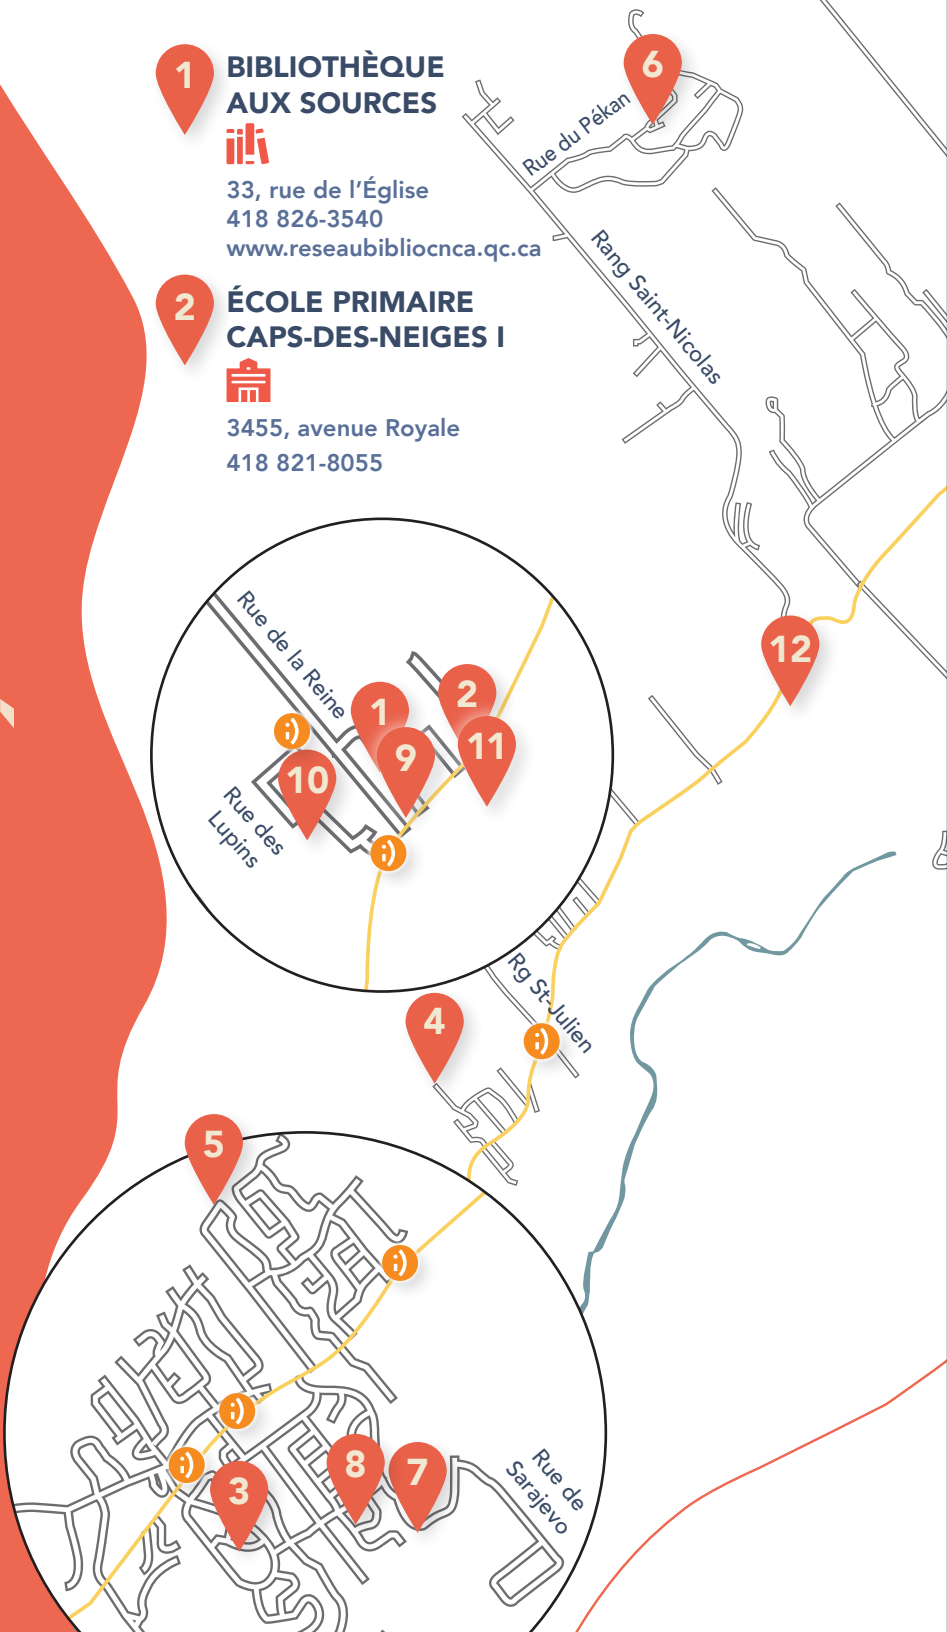 1
BIBLIOTHÈQUE
AUX SOURCES
33, rue de l'Église
418 826-3540
www.reseaubibliocnca.qc.ca
2
ÉCOLE PRIMAIRE
CAPS-DES-NEIGES I
3455, avenue Royale
418 821-8055
6
Rue du Pékan
Rang Saint-Nicolas
12
Rue de la Reine
1
2
9
11
10
Rue des
Lupins
Rg St-Julien
4
5
8
7
3
Rue de
Sarajevo